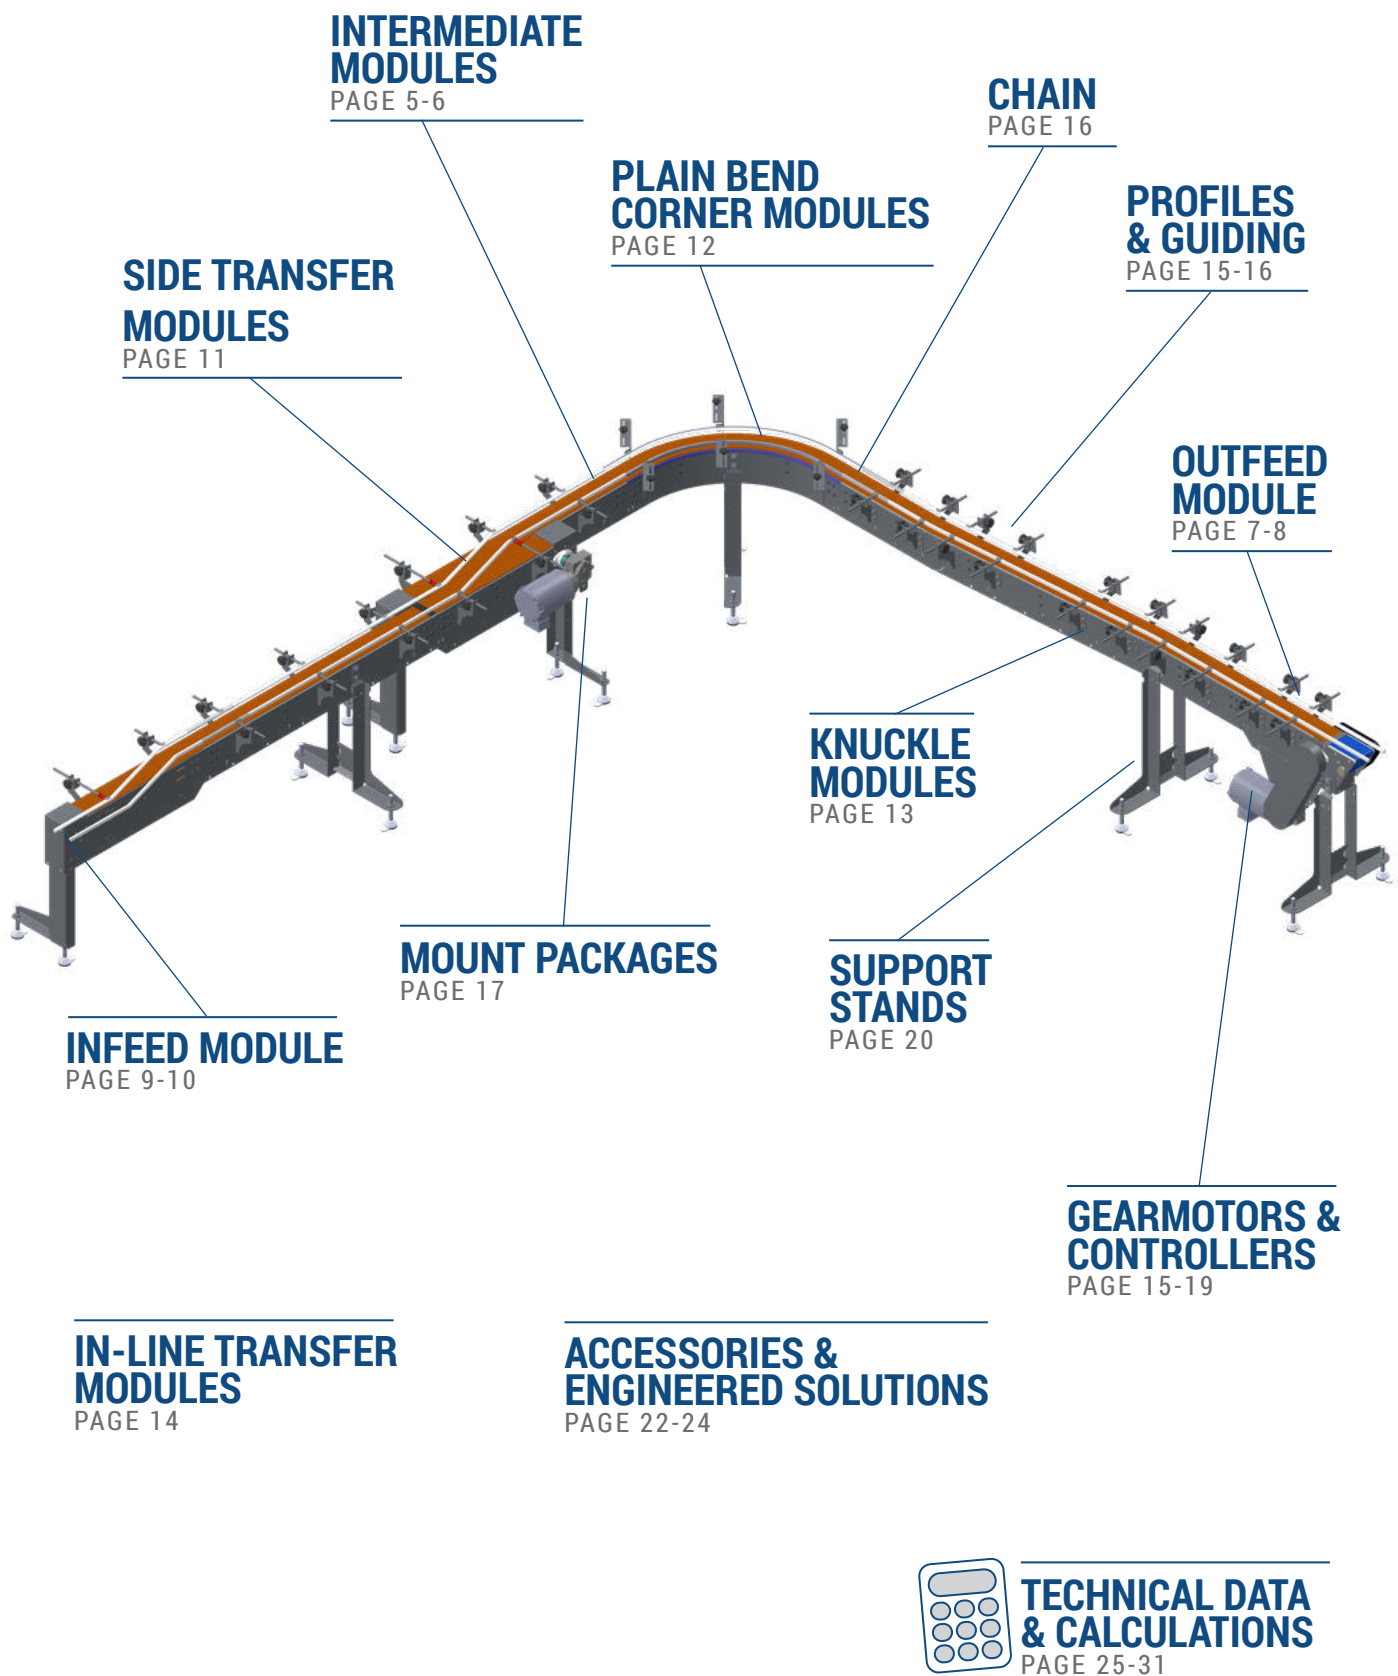 INTERMEDIATE
MODULES
PAGE 5-6
CHAIN
PAGE 16
PLAIN BEND
CORNER MODULES
PAGE 12
PROFILES
& GUIDING
PAGE 15-16
SIDE TRANSFER
MODULES
PAGE 11
OUTFEED
MODULE
PAGE 7-8
KNUCKLE
MODULES
PAGE 13
MOUNT PACKAGES
PAGE 17
SUPPORT
STANDS
PAGE 20
INFEED MODULE
PAGE 9-10
GEARMOTORS &
CONTROLLERS
PAGE 15-19
IN-LINE TRANSFER
MODULES
PAGE 14
ACCESSORIES &
ENGINEERED SOLUTIONS
PAGE 22-24
TECHNICAL DATA
& CALCULATIONS
PAGE 25-31